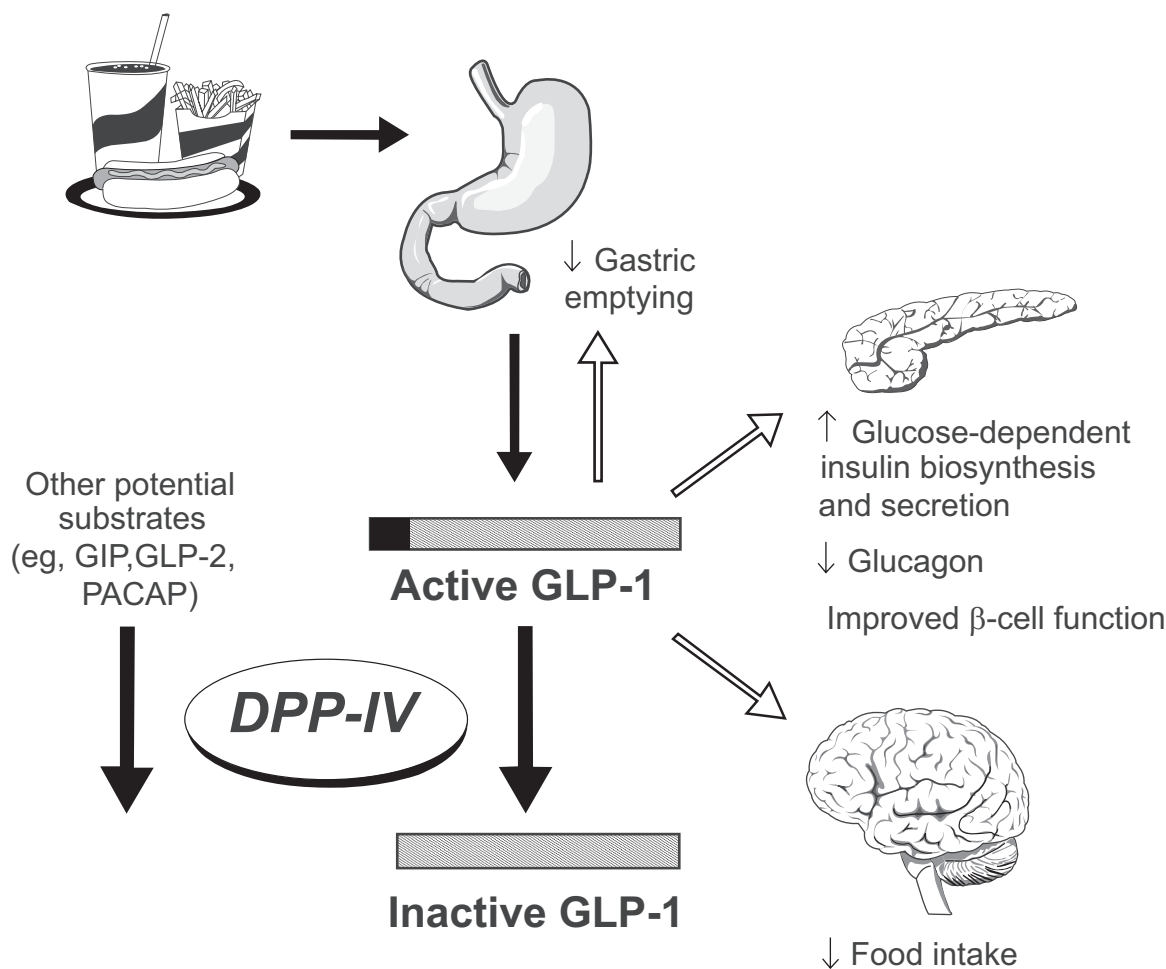 ↓ Gastric
emptying
↑ Glucose-dependent
insulin biosynthesis
and secretion
↓ Glucagon
Improved β-cell function
Other potential
substrates
(eg, GIP,GLP-2,
PACAP)
Active GLP-1
DPP-IV
Inactive GLP-1
↓ Food intake